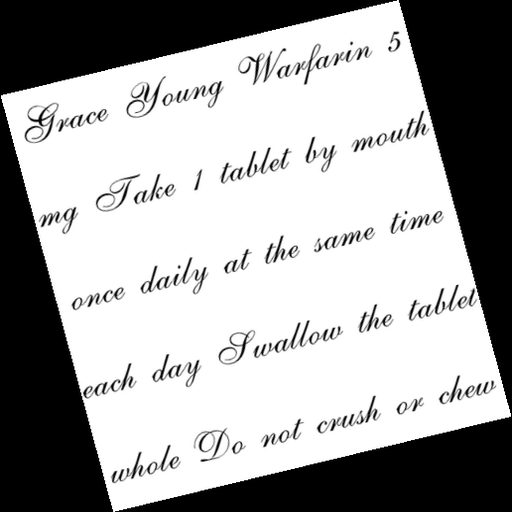 Grace Young Warfarin 5
mg Take 1 tablet by mouth
once daily at the same time
each day Swallow the tablet
whole Do not crush or chew